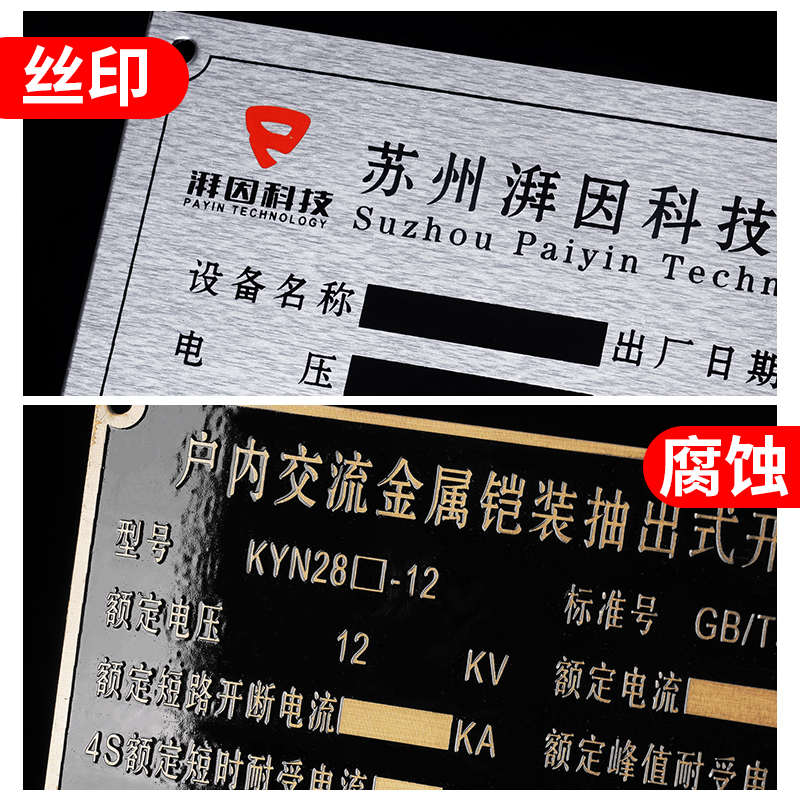 丝印
湃因科技
PAYIN TECHNOLOGY
苏州湃因科技
Suzhou Paiyin Techn
设备名称 出厂日期
电 压
腐蚀
户内交流金属铠装抽出式开
型号 KYN28□-12 标准号 GB/T
额定电压 12 KV 额定电流
额定短路开断电流 KA 额定峰值耐受
4S额定短时耐受电流